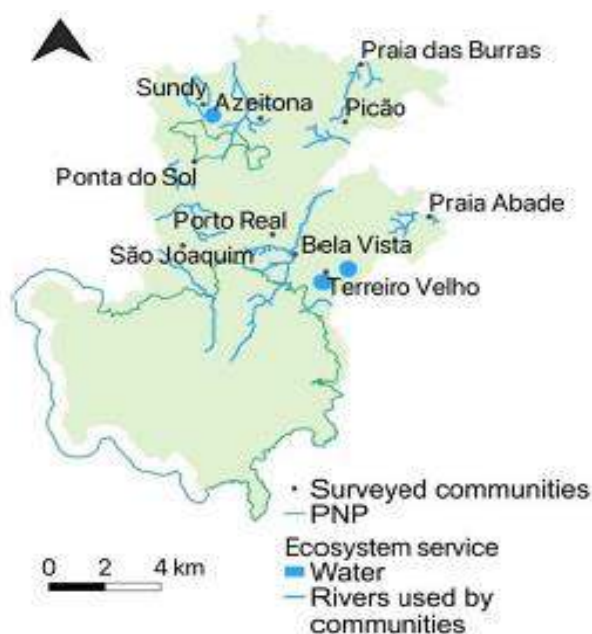 Praia das Burras
Sundy
Azeitona
Picão
Ponta do Sol
Praia Abade
Porto Real
São Joaquim
Bela Vista
Terreiro Velho
Surveyed communities
PNP
Ecosystem service
Water
0 2 4 km
Rivers used by
communities